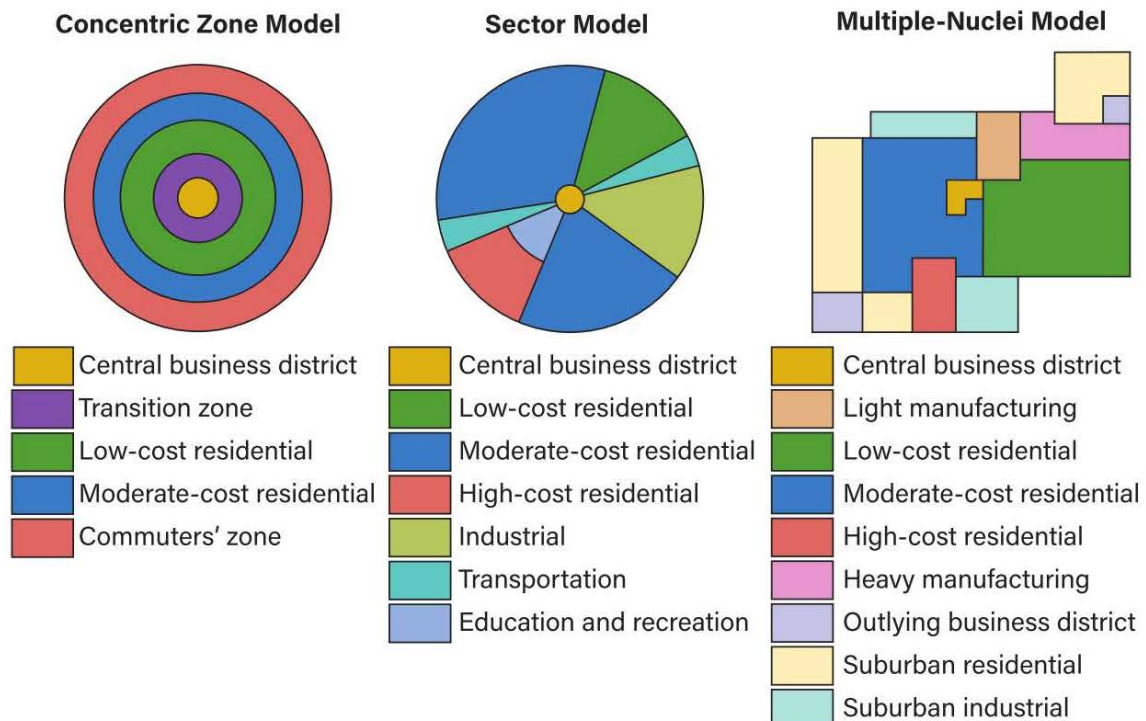 Concentric Zone Model
Central business district
Transition zone
Low-cost residential
Moderate-cost residential
Commuters’ zone
Sector Model
Central business district
Low-cost residential
Moderate-cost residential
High-cost residential
Industrial
Transportation
Education and recreation
Multiple-Nuclei Model
Central business district
Light manufacturing
Low-cost residential
Moderate-cost residential
High-cost residential
Heavy manufacturing
Outlying business district
Suburban residential
Suburban industrial